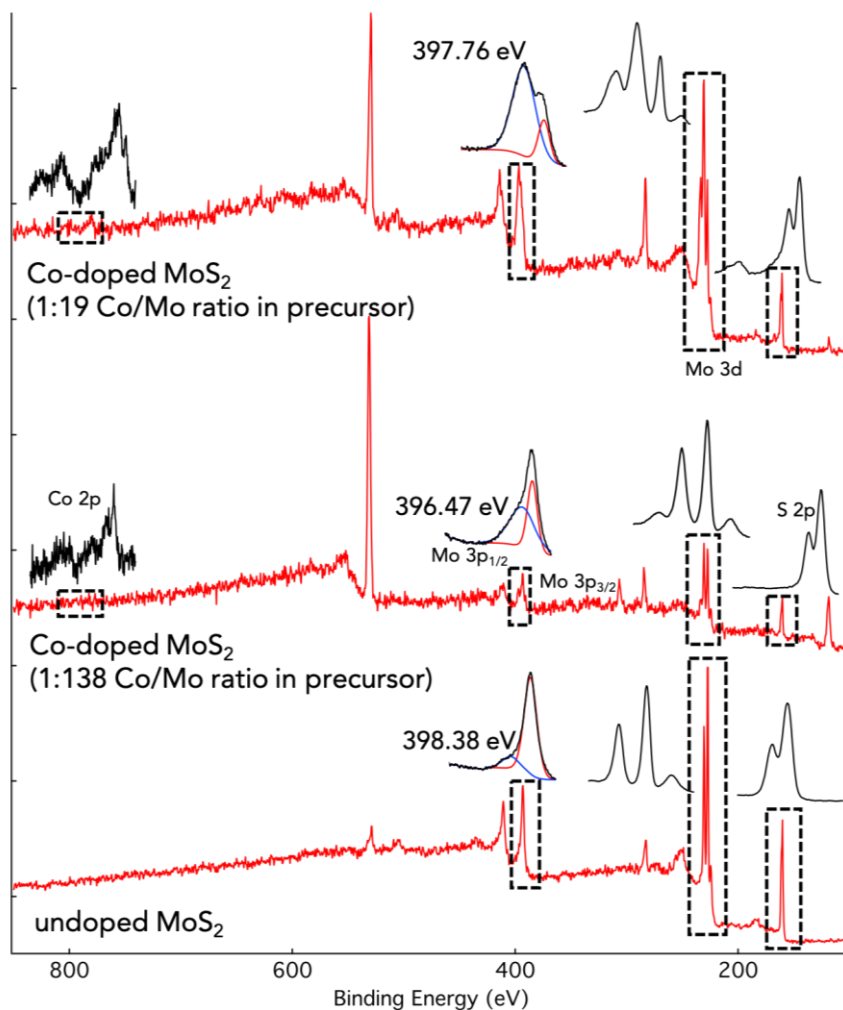 397.76 eV
Co-doped MoS₂
(1:19 Co/Mo ratio in precursor)
Mo 3d
Co 2p
396.47 eV
S 2p
Mo 3p₁/₂
Mo 3p₃/₂
Co-doped MoS₂
(1:138 Co/Mo ratio in precursor)
398.38 eV
undoped MoS₂
800 600 400 200
Binding Energy (eV)